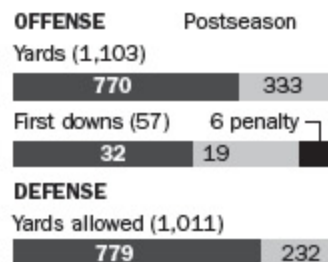 OFFENSE Postseason
Yards (1,103)
770 333
First downs (57) 6 penalty
32 19
DEFENSE
Yards allowed (1,011)
779 232